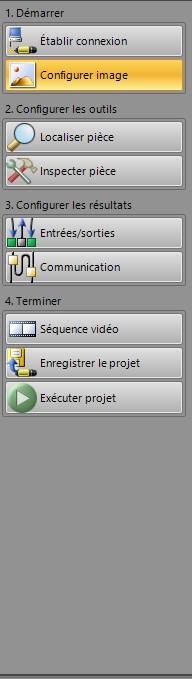 1. Démarrer
Établir connexion
Configurer image
2. Configurer les outils
Localiser pièce
Inspecter pièce
3. Configurer les résultats
Entrées/sorties
Communication
4. Terminer
Séquence vidéo
Enregistrer le projet
Exécuter projet